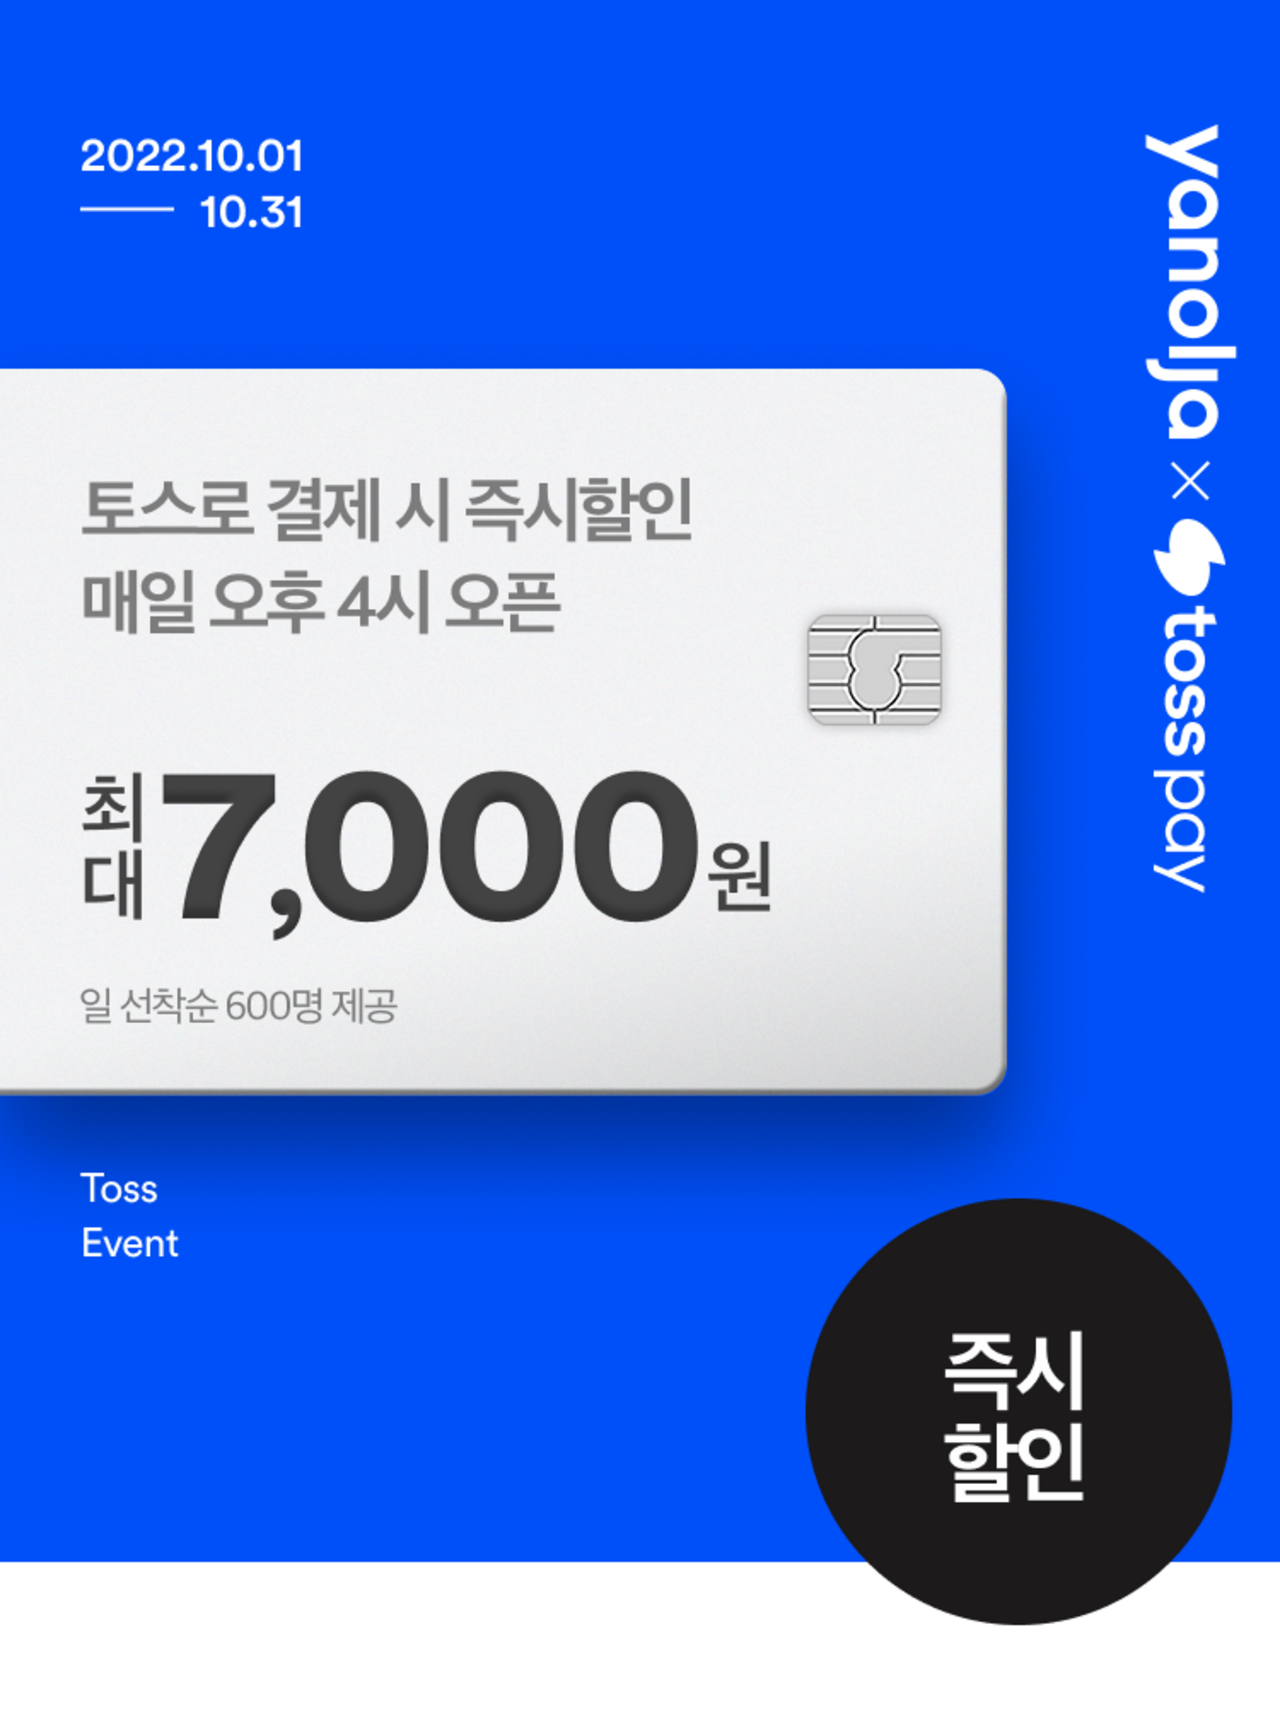 2022.10.01
10.31
yanolja × toss pay
토스로 결제 시 즉시할인
매일 오후 4시 오픈
최대 7,000원
일 선착순 600명 제공
Toss
Event
즉시
할인